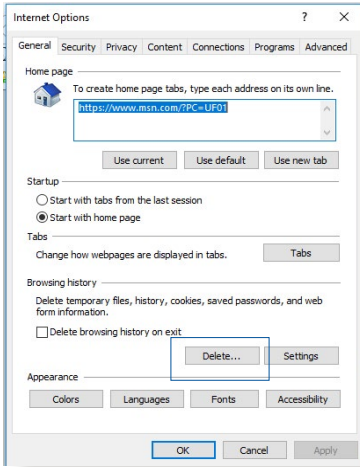 Internet Options ? X
General Security Privacy Content Connections Programs Advanced
Home page
To create home page tabs, type each address on its own line.
https://www.msn.com/?PC=UF01
Use current Use default Use new tab
Startup
Start with tabs from the last session
Start with home page
Tabs
Change how webpages are displayed in tabs. Tabs
Browsing history
Delete temporary files, history, cookies, saved passwords, and web
form information.
Delete browsing history on exit
Delete... Settings
Appearance
Colors Languages Fonts Accessibility
OK Cancel Apply